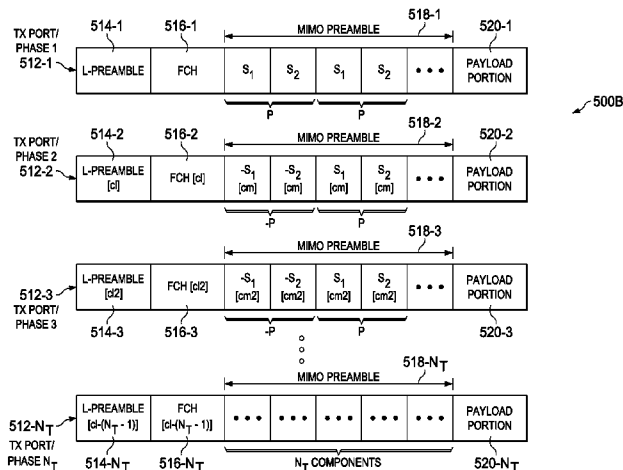 TX PORT/
PHASE 1
512-1
514-1
516-1
MIMO PREAMBLE
518-1
520-1
L-PREAMBLE
FCH
S1
S2
S1
S2
•••
PAYLOAD
PORTION
P
P
500B
TX PORT/
PHASE 2
512-2
514-2
516-2
MIMO PREAMBLE
518-2
520-2
L-PREAMBLE
[cl]
FCH [cl]
-S1
[cm]
-S2
[cm]
S1
[cm]
S2
[cm]
•••
PAYLOAD
PORTION
-P
P
MIMO PREAMBLE
518-3
512-3
TX PORT/
PHASE 3
L-PREAMBLE
[cl2]
FCH [cl2]
-S1
[cm2]
-S2
[cm2]
S1
[cm2]
S2
[cm2]
•••
PAYLOAD
PORTION
514-3
516-3
-P
P
520-3
MIMO PREAMBLE
518-NT
512-NT
TX PORT/
PHASE NT
L-PREAMBLE
[cl-(NT - 1)]
FCH
[cl-(NT - 1)]
•••
•••
•••
•••
•••
PAYLOAD
PORTION
514-NT
516-NT
NT COMPONENTS
520-NT